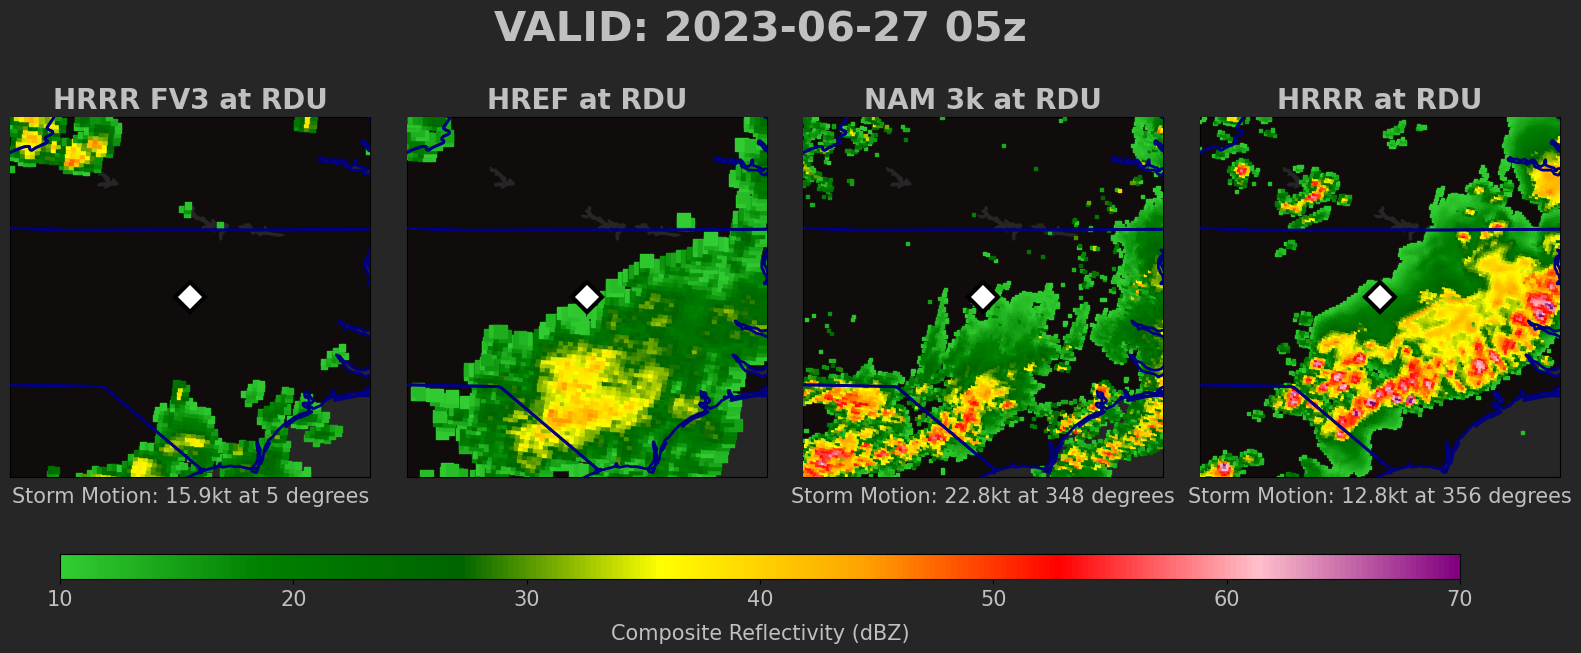 VALID: 2023-06-27 05z
HRRR FV3 at RDU
HREF at RDU
NAM 3k at RDU
HRRR at RDU
Storm Motion: 15.9kt at 5 degrees
Storm Motion: 22.8kt at 348 degrees
Storm Motion: 12.8kt at 356 degrees
10 20 30 40 50 60 70
Composite Reflectivity (dBZ)